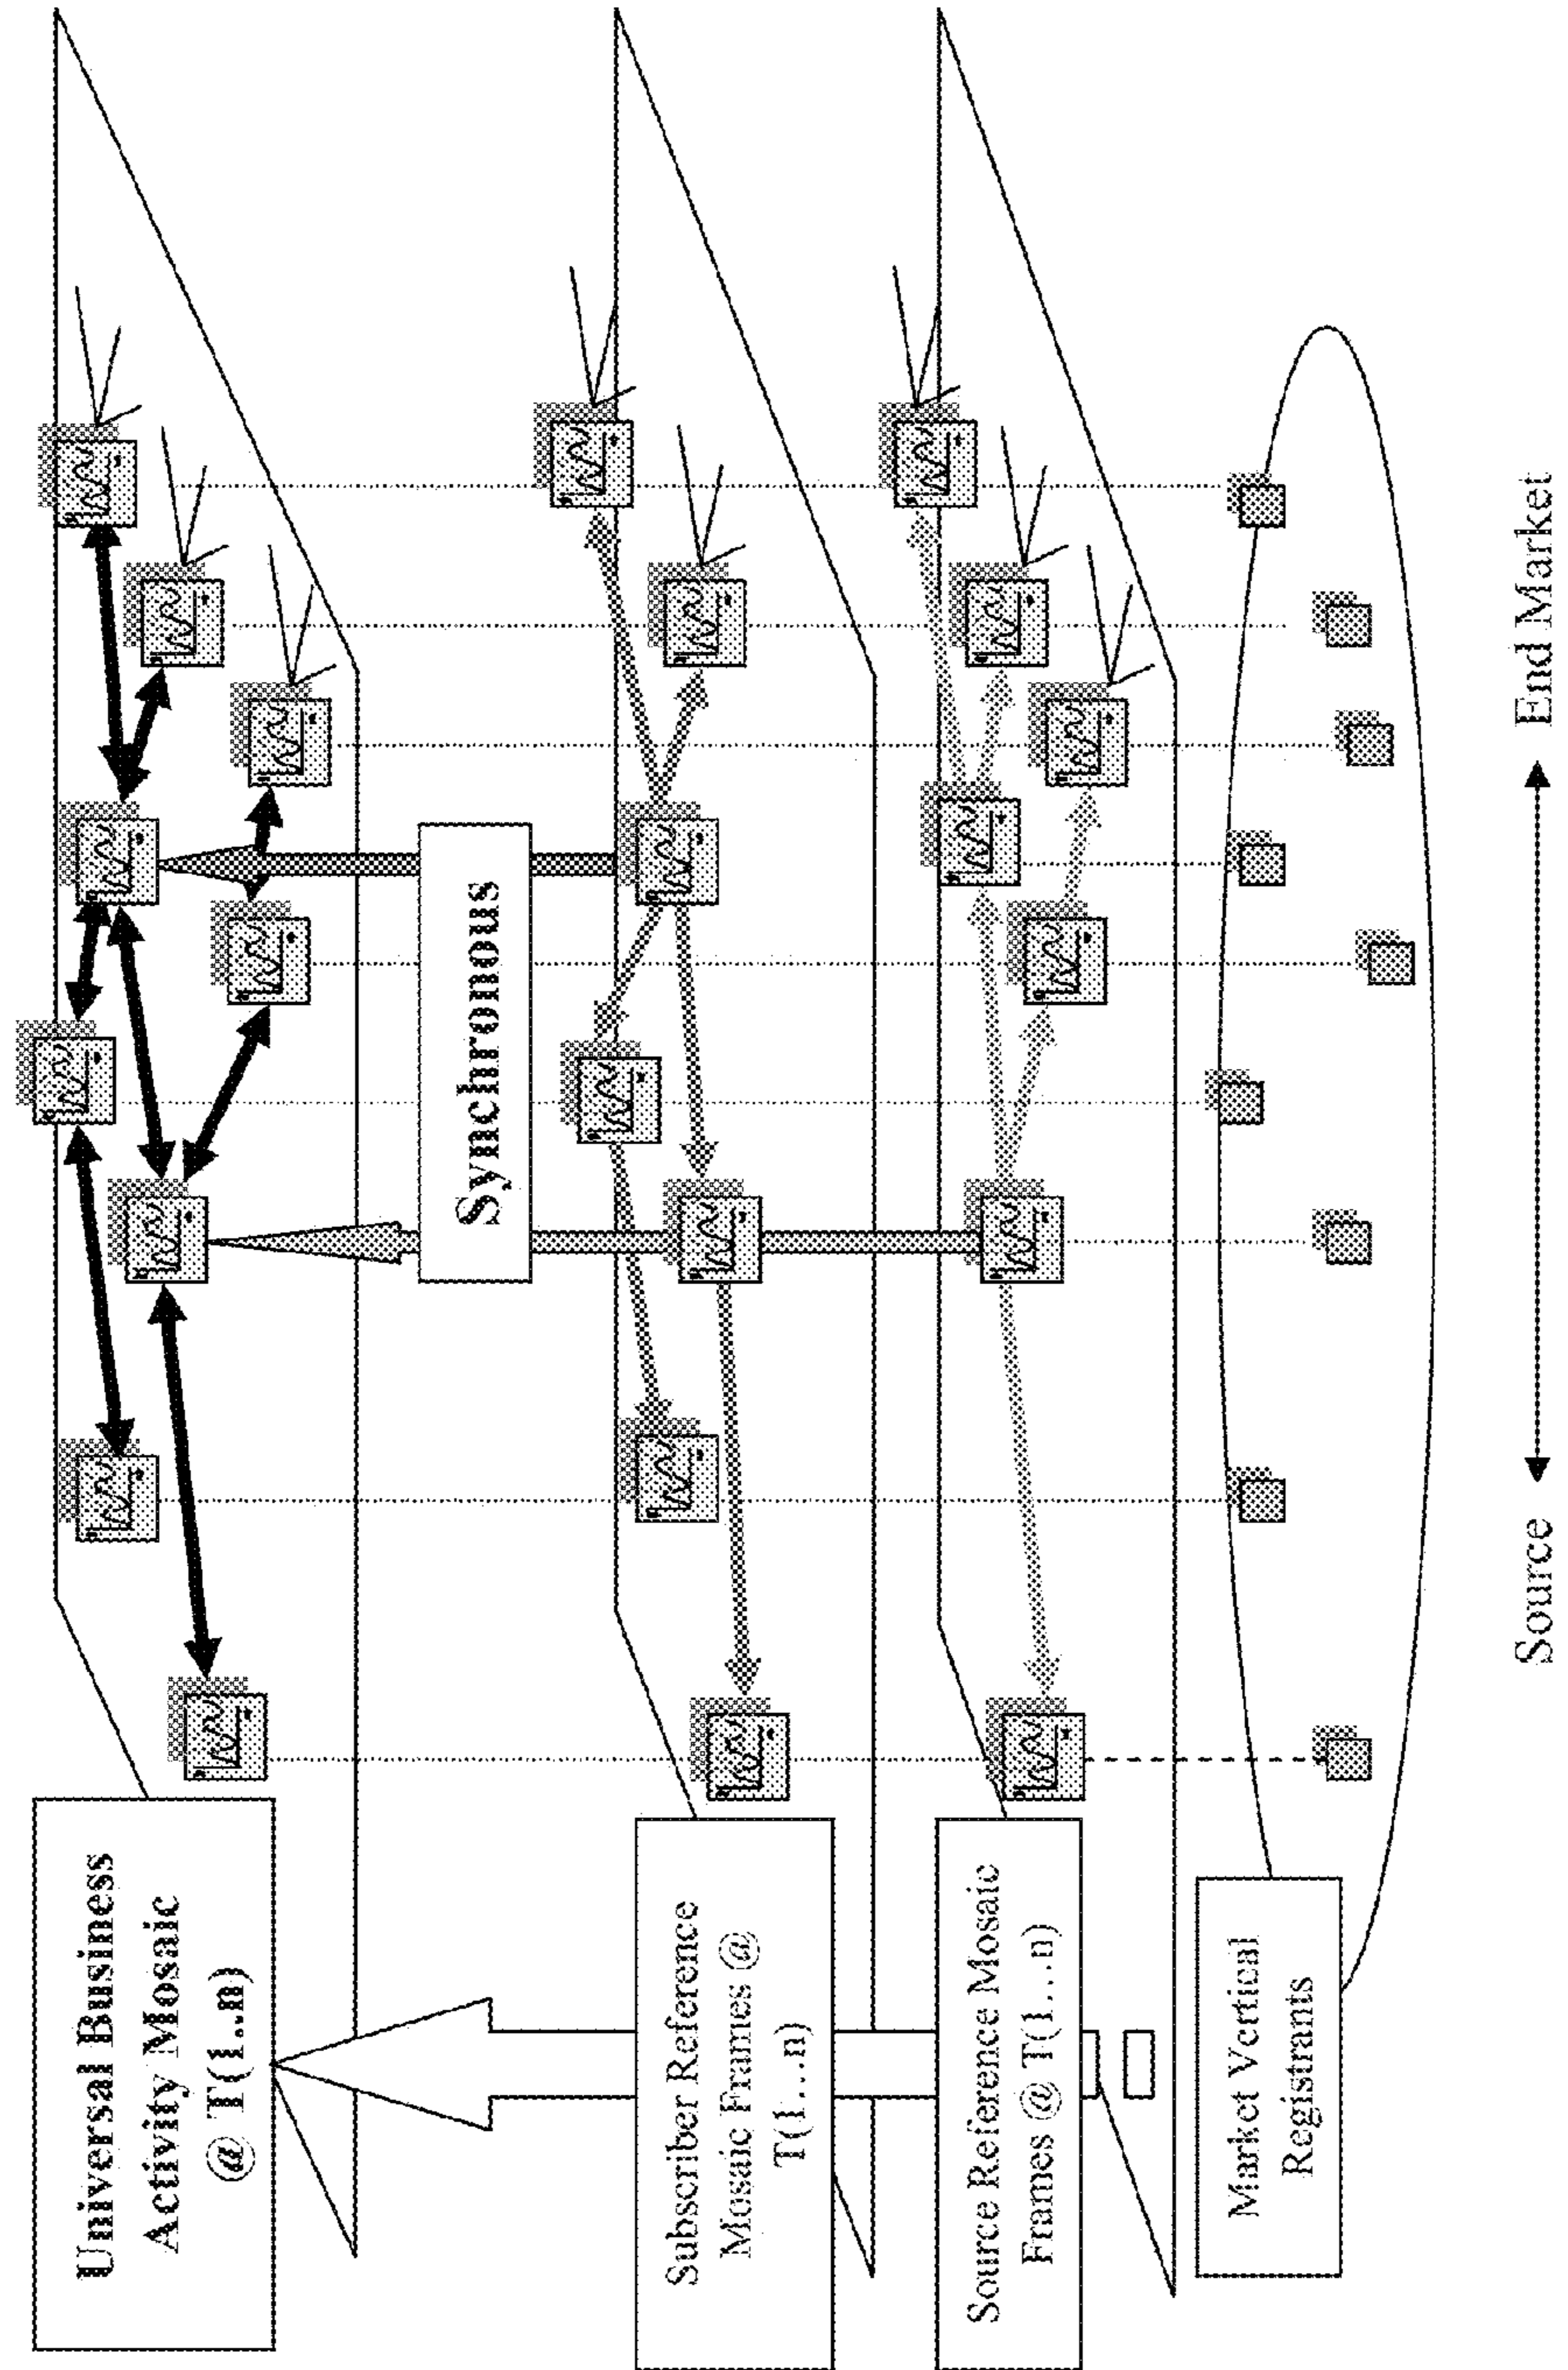 Universal Business
Activity Mosaic
@ T(1..n)
Synchronous
Subscriber Reference
Mosaic Frames @
T(1...n)
Source Reference Mosaic
Frames @ T(1...n)
Market Vertical
Registrants
Source
End Market